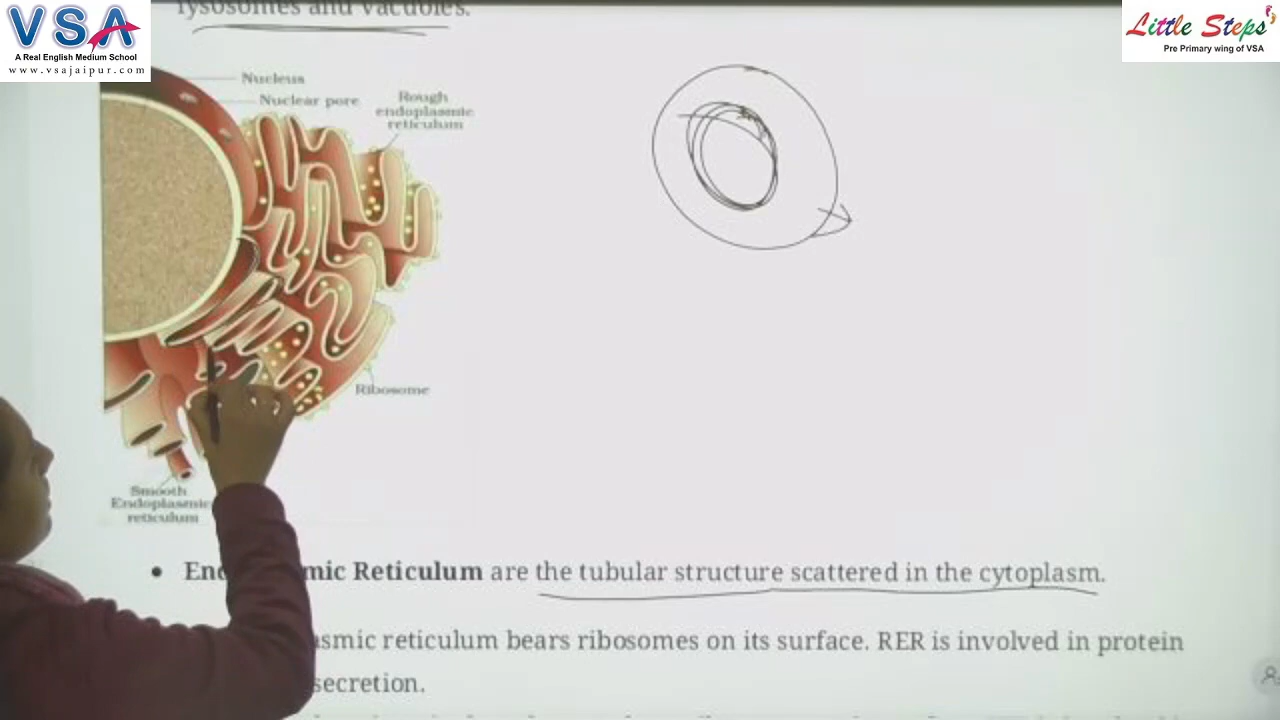 VSA
A Real English Medium School
www.vsajaipur.com
Little Steps
Pre Primary wing of VSA
lysosomes and vacuoles.
Nucleus
Nuclear pore
Rough
endoplasmic
reticulum
Ribosome
Smooth
Endoplasmic
reticulum
mic Reticulum are the tubular structure scattered in the cytoplasm.
asmic reticulum bears ribosomes on its surface. RER is involved in protein
secretion.